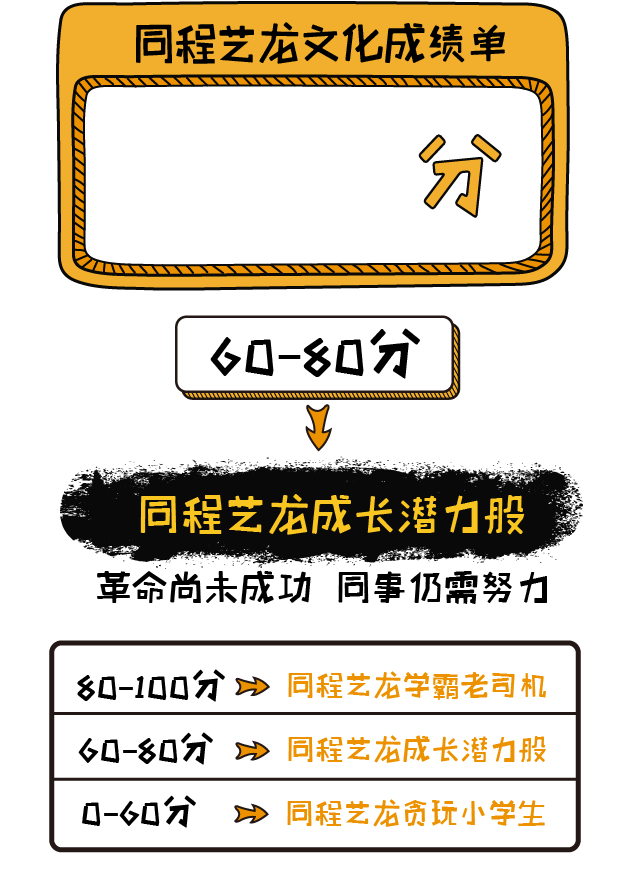 同程艺龙文化成绩单
分
60-80分
同程艺龙成长潜力股
革命尚未成功 同事仍需努力
80-100分 同程艺龙学霸老司机
60-80分 同程艺龙成长潜力股
0-60分 同程艺龙贪玩小学生